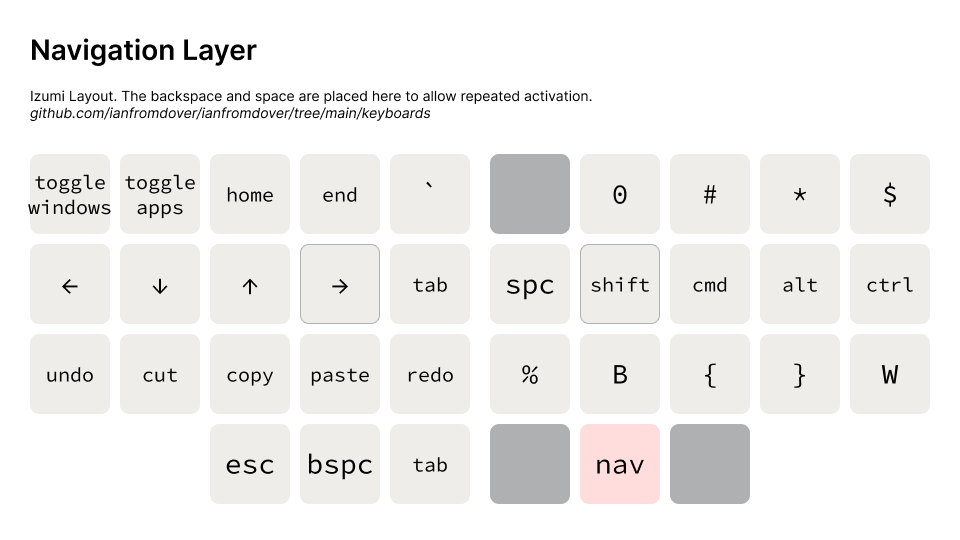 Navigation Layer
Izumi Layout. The backspace and space are placed here to allow repeated activation.
github.com/ianfromdover/ianfromdover/tree/main/keyboards
toggle windows toggle apps home end ` 0 # * $
← ↓ ↑ → tab spc shift cmd alt ctrl
undo cut copy paste redo % B { } W
esc bspc tab nav